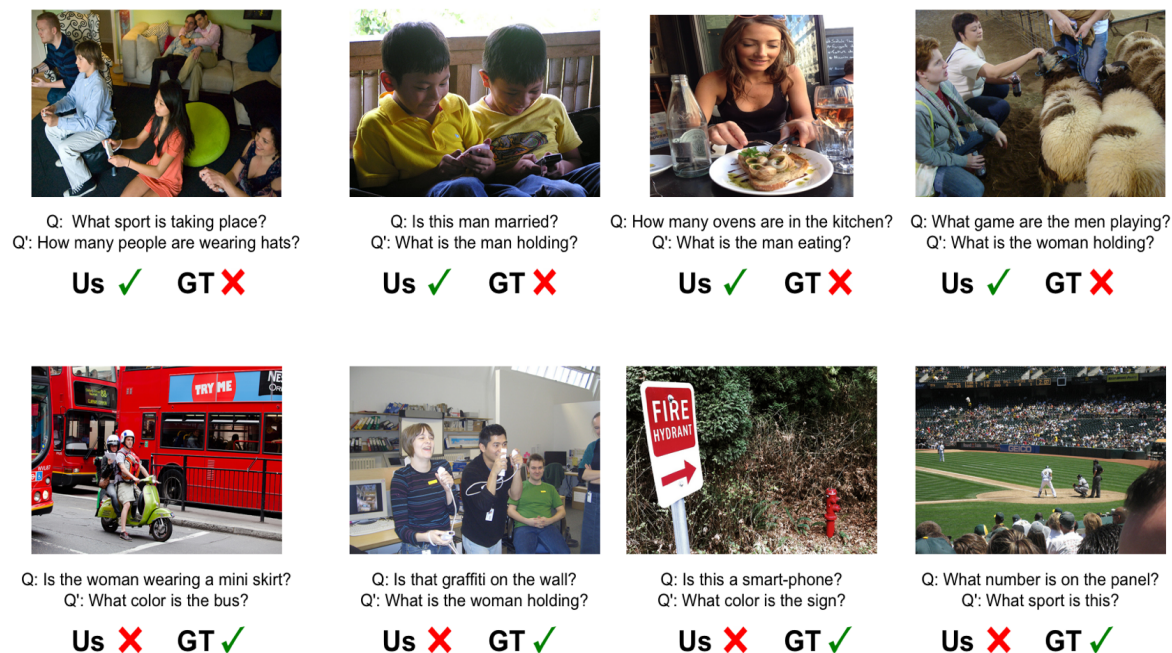 Q: What sport is taking place?
Q': How many people are wearing hats?
Us ✓ GT ✗
Q: Is this man married?
Q': What is the man holding?
Us ✓ GT ✗
Q: How many ovens are in the kitchen?
Q': What is the man eating?
Us ✓ GT ✗
Q: What game are the men playing?
Q': What is the woman holding?
Us ✓ GT ✗
TRY ME
Q: Is the woman wearing a mini skirt?
Q': What color is the bus?
Us ✗ GT ✓
Q: Is that graffiti on the wall?
Q': What is the woman holding?
Us ✗ GT ✓
FIRE
HYDRANT
Q: Is this a smart-phone?
Q': What color is the sign?
Us ✗ GT ✓
GEICO
Q: What number is on the panel?
Q': What sport is this?
Us ✗ GT ✓